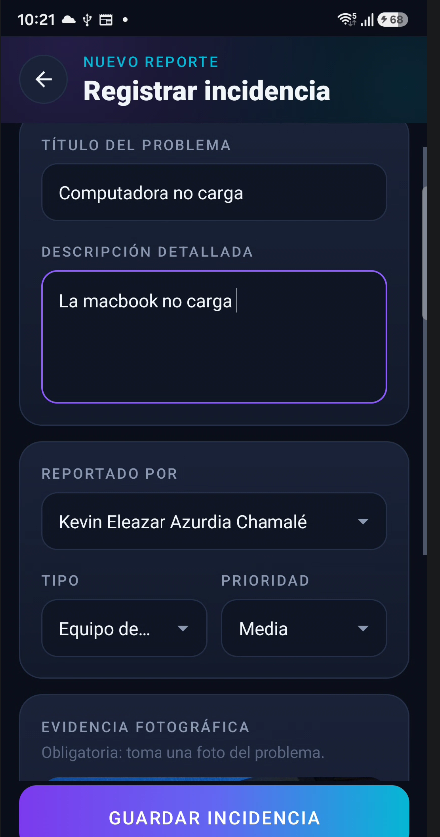 10:21
68
NUEVO REPORTE
Registrar incidencia
TÍTULO DEL PROBLEMA
Computadora no carga
DESCRIPCIÓN DETALLADA
La macbook no carga
REPORTADO POR
Kevin Eleazar Azurdia Chamalé
TIPO
PRIORIDAD
Equipo de...
Media
EVIDENCIA FOTOGRÁFICA
Obligatoria: toma una foto del problema.
GUARDAR INCIDENCIA